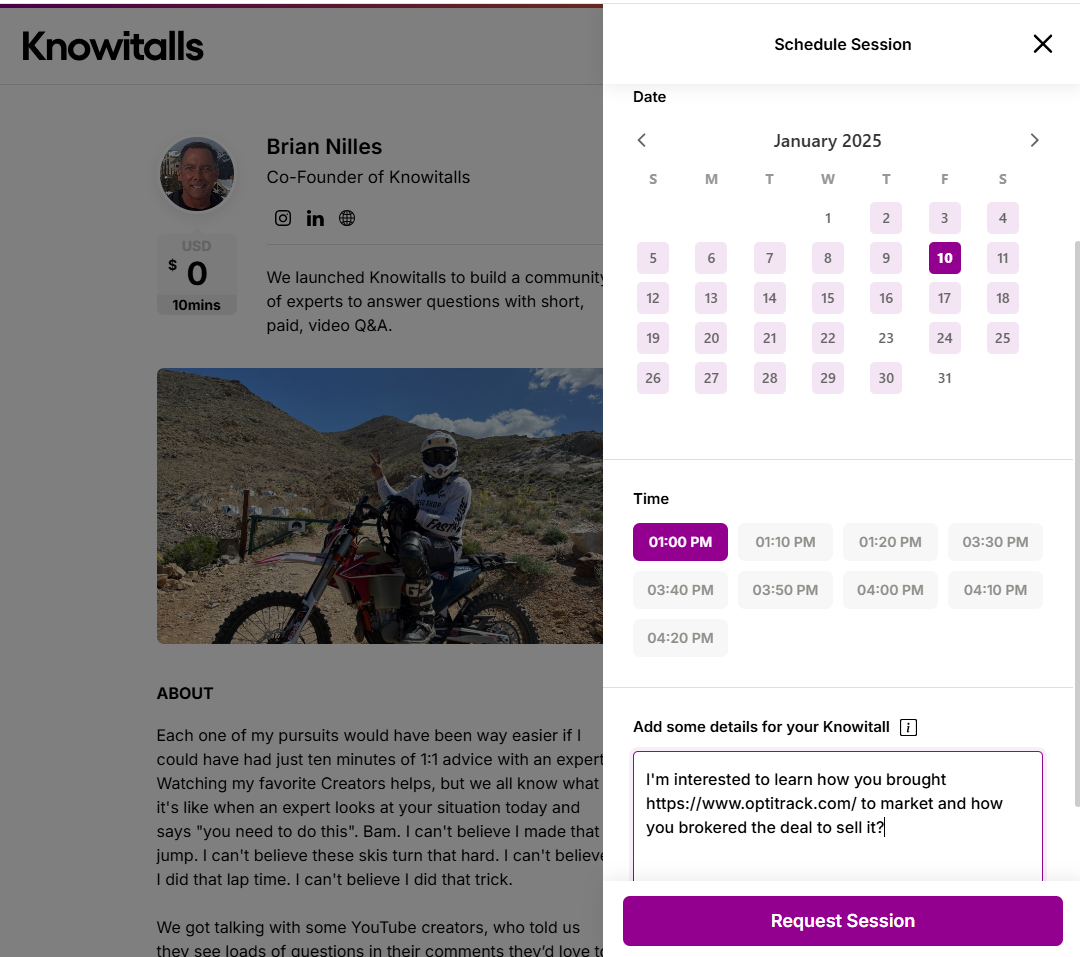 Knowitalls
Brian Nilles
Co-Founder of Knowitalls
USD
$ 0
10mins
We launched Knowitalls to build a community
of experts to answer questions with short,
paid, video Q&A.
ABOUT
Each one of my pursuits would have been way easier if I
could have had just ten minutes of 1:1 advice with an expert
Watching my favorite Creators helps, but we all know what
it's like when an expert looks at your situation today and
says "you need to do this". Bam. I can't believe I made that
jump. I can't believe these skis turn that hard. I can't believe
I did that lap time. I can't believe I did that trick.
We got talking with some YouTube creators, who told us
they see loads of questions in their comments they'd love to
Schedule Session
Date
January 2025
S M T W T F S
1 2 3 4
5 6 7 8 9 10 11
12 13 14 15 16 17 18
19 20 21 22 23 24 25
26 27 28 29 30 31
Time
01:00 PM 01:10 PM 01:20 PM 03:30 PM
03:40 PM 03:50 PM 04:00 PM 04:10 PM
04:20 PM
Add some details for your Knowitall i
I'm interested to learn how you brought
https://www.optitrack.com/ to market and how
you brokered the deal to sell it?
Request Session